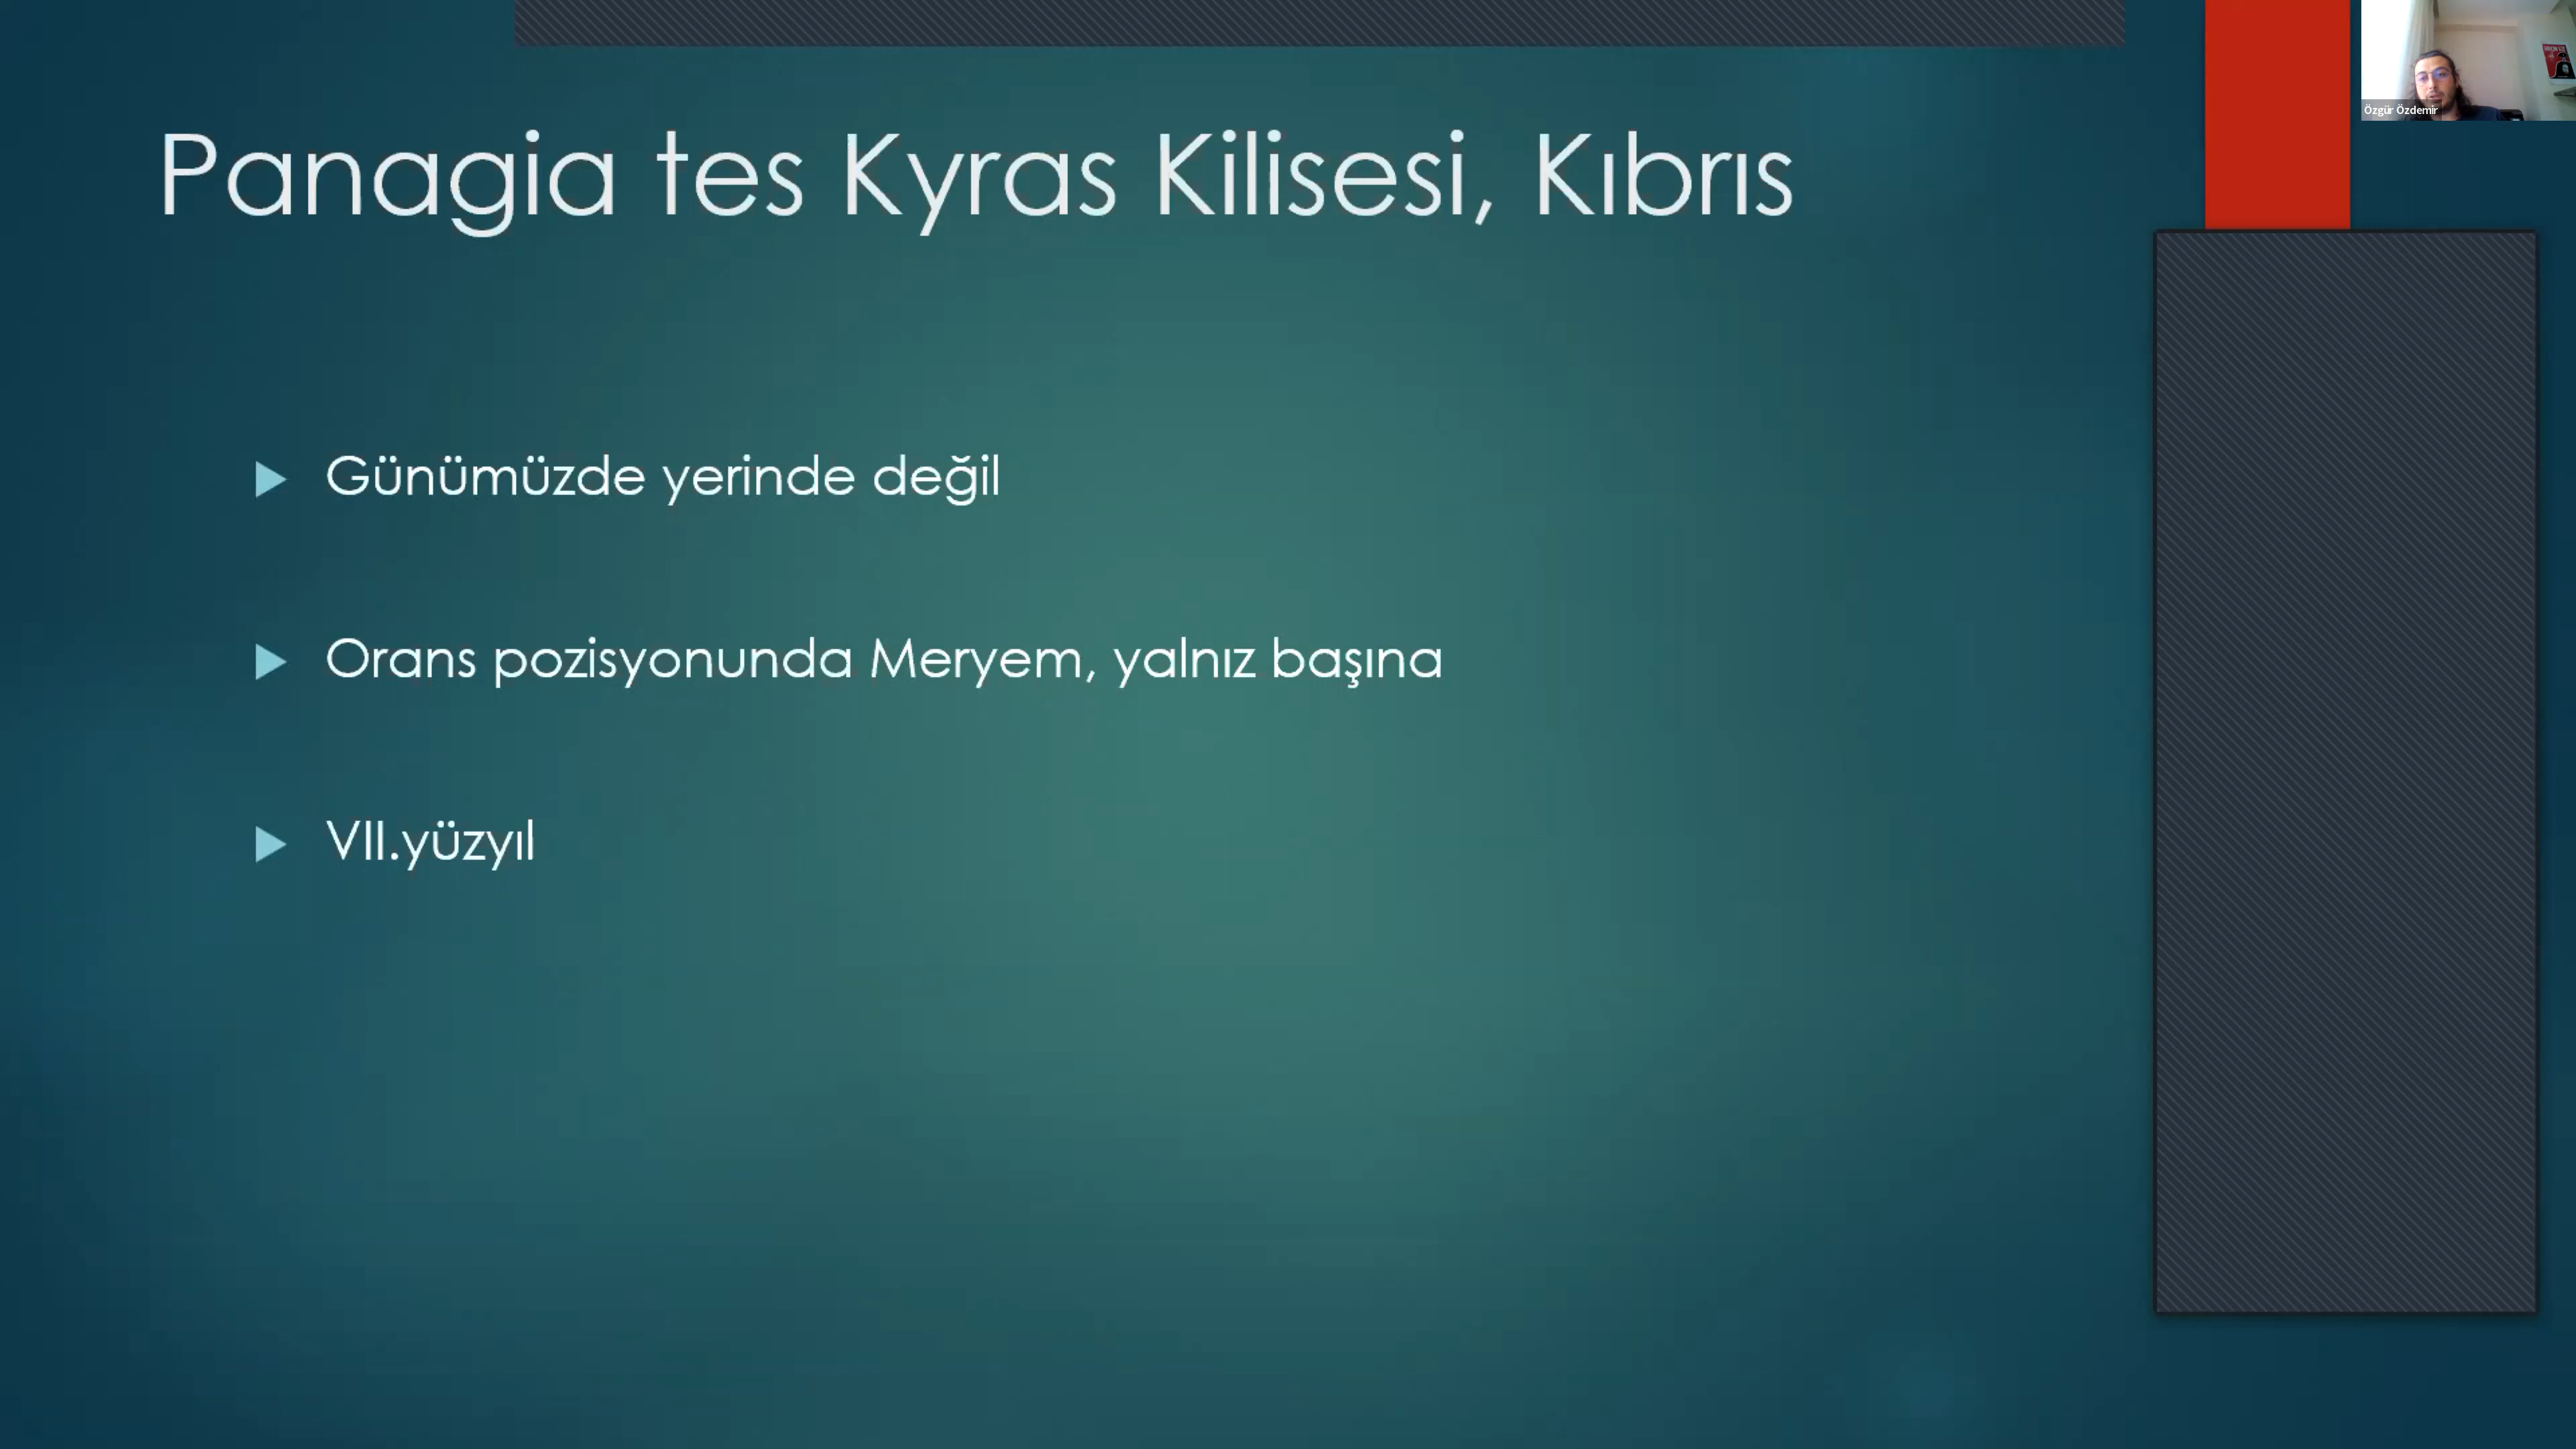 Panagia tes Kyras Kilisesi, Kıbrıs
Günümüzde yerinde değil
Orans pozisyonunda Meryem, yalnız başına
VII.yüzyıl
Özgür Özdemir